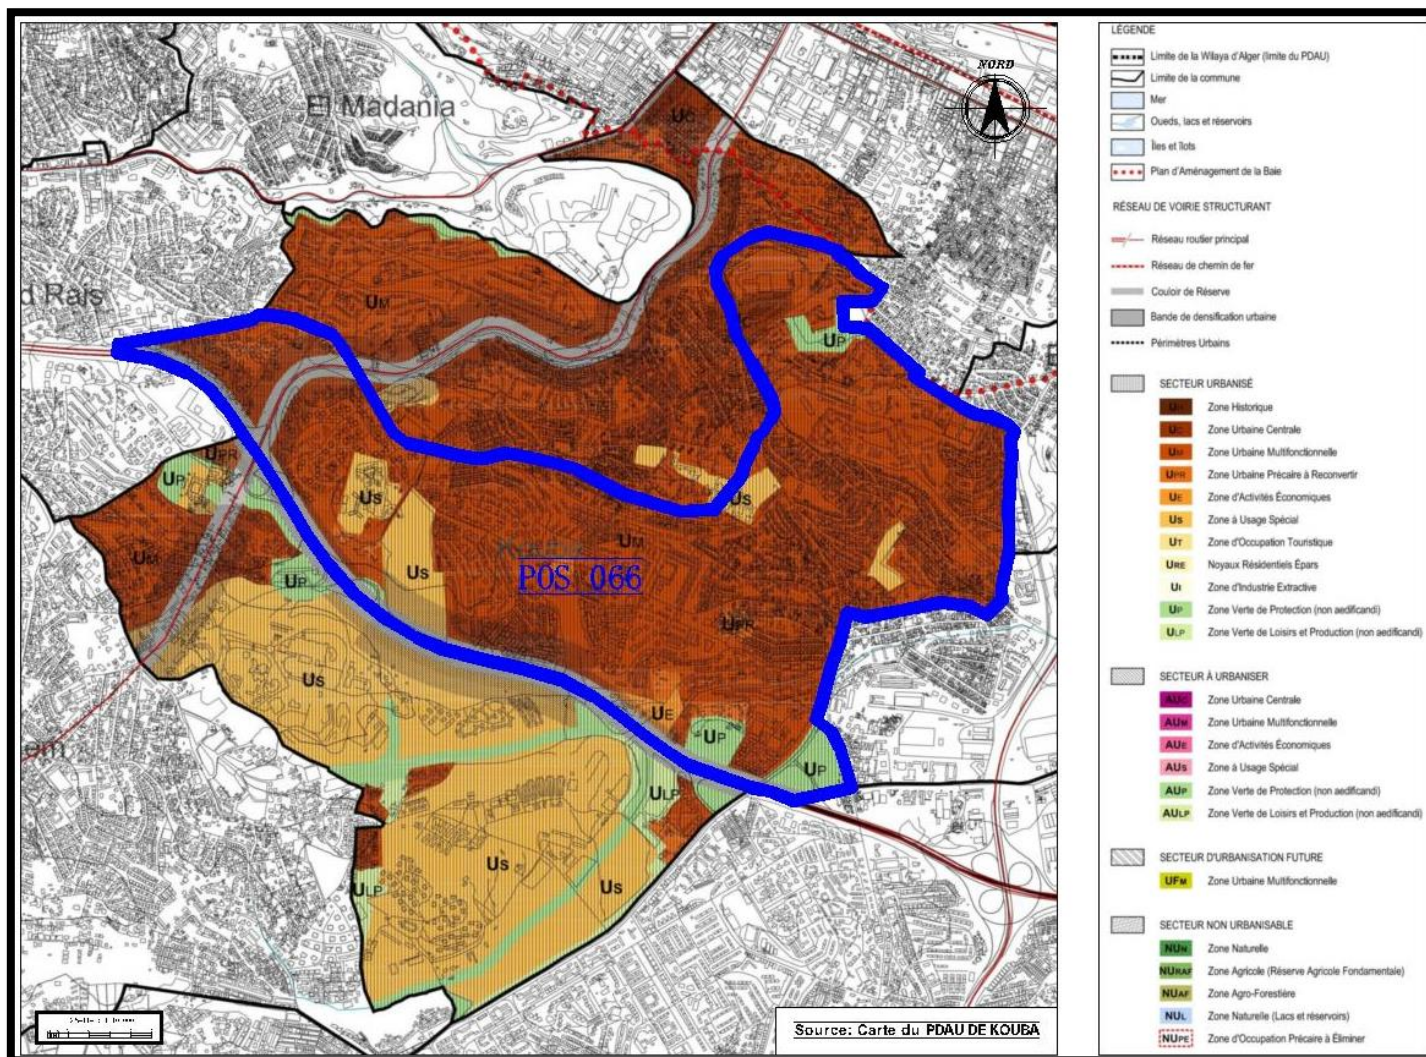 NORD
El Madania
d Rais
em
UC
UM
UP
UPR
UP
US
US
UM
UM
UP
US
POS 066
UPR
US
UE
UP
UP
ULP
US
US
ULP
Source: Carte du PDAU DE KOUBA
LÉGENDE
Limite de la Wilaya d'Alger (limite du PDAU)
Limite de la commune
Mer
Oueds, lacs et réservoirs
Îles et îlots
Plan d'Aménagement de la Baie
RÉSEAU DE VOIRIE STRUCTURANT
Réseau routier principal
Réseau de chemin de fer
Couloir de Réserve
Bande de densification urbaine
Périmètres Urbains
SECTEUR URBANISÉ
UH Zone Historique
UC Zone Urbaine Centrale
UM Zone Urbaine Multifonctionnelle
UPR Zone Urbaine Précaire à Reconvertir
UE Zone d'Activités Économiques
US Zone à Usage Spécial
UT Zone d'Occupation Touristique
URE Noyaux Résidentiels Épars
UI Zone d'Industrie Extractive
UP Zone Verte de Protection (non aedificandi)
ULP Zone Verte de Loisirs et Production (non aedificandi)
SECTEUR À URBANISER
AUC Zone Urbaine Centrale
AUM Zone Urbaine Multifonctionnelle
AUE Zone d'Activités Économiques
AUS Zone à Usage Spécial
AUP Zone Verte de Protection (non aedificandi)
AULP Zone Verte de Loisirs et Production (non aedificandi)
SECTEUR D'URBANISATION FUTURE
UFM Zone Urbaine Multifonctionnelle
SECTEUR NON URBANISABLE
NUN Zone Naturelle
NURAF Zone Agricole (Réserve Agricole Fondamentale)
NUAF Zone Agro-Forestière
NUL Zone Naturelle (Lacs et réservoirs)
NUPE Zone d'Occupation Précaire à Éliminer